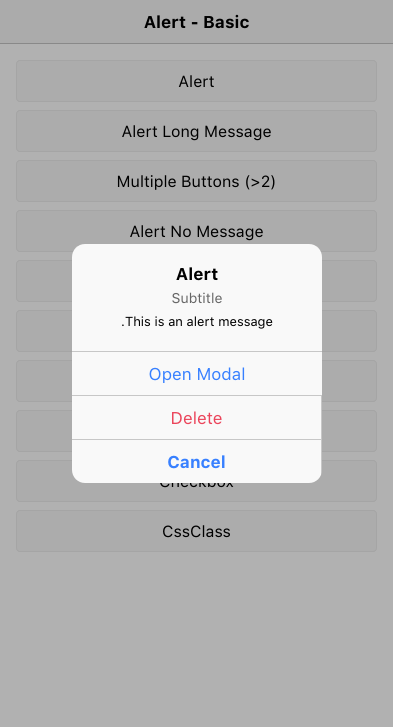 Alert - Basic
Alert
Alert Long Message
Multiple Buttons (>2)
Alert No Message
Alert
Subtitle
.This is an alert message
Open Modal
Delete
Cancel
Checkbox
CssClass